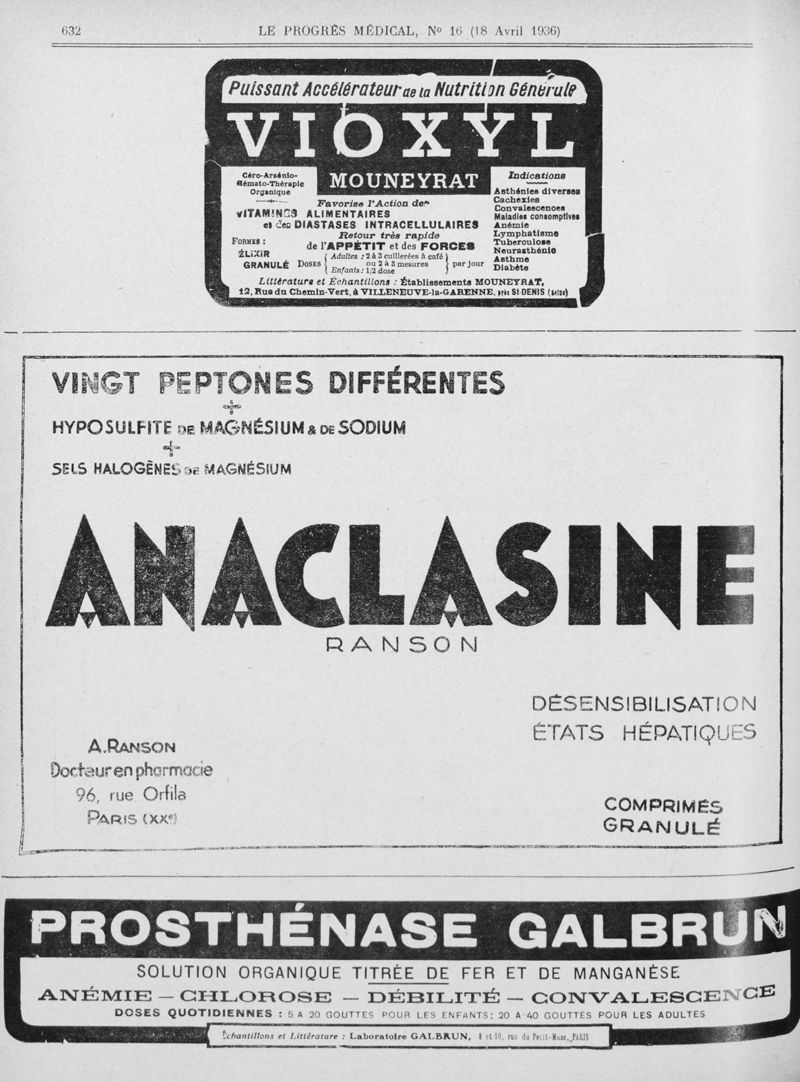 632
LE PROGRÈS MÉDICAL, No 16 (18 Avril 1936)
Puissant Accélérateur de la Nutrition Générale
VIOXYL
MOUNEYRAT
Céro-Arsénio-
Hémato-Thérapie
Organique
Favorise l'Action des
VITAMINES ALIMENTAIRES
et des DIASTASES INTRACELLULAIRES
Retour très rapide
de l'APPÉTIT et des FORCES
FORMES :
ÉLIXIR
GRANULÉ
DOSES { Adultes : 2 à 3 cuillerées à café
ou 2 à 3 mesures
Enfants : 1/2 dose } par jour
Indications
Asthénies diverses
Cachexies
Convalescences
Maladies consomptives
Anémie
Lymphatisme
Tuberculose
Neurasthénie
Asthme
Diabète
Littérature et Échantillons : Établissements MOUNEYRAT,
12, Rue du Chemin-Vert, à VILLENEUVE-la-GARENNE, près St-DENIS (Seine)
VINGT PEPTONES DIFFÉRENTES
+
HYPOSULFITE DE MAGNÉSIUM & DE SODIUM
+
SELS HALOGÈNES DE MAGNÉSIUM
ANACLASINE
RANSON
DÉSENSIBILISATION
ÉTATS HÉPATIQUES
A. RANSON
Docteur en pharmacie
96, rue Orfila
PARIS (XXe)
COMPRIMÉS
GRANULÉ
PROSTHÉNASE GALBRUN
SOLUTION ORGANIQUE TITRÉE DE FER ET DE MANGANÈSE
ANÉMIE — CHLOROSE — DÉBILITÉ — CONVALESCENCE
DOSES QUOTIDIENNES : 5 A 20 GOUTTES POUR LES ENFANTS; 20 A 40 GOUTTES POUR LES ADULTES
Échantillons et Littérature : Laboratoire GALBRUN, 8 et 10, rue du Petit-Musc, PARIS